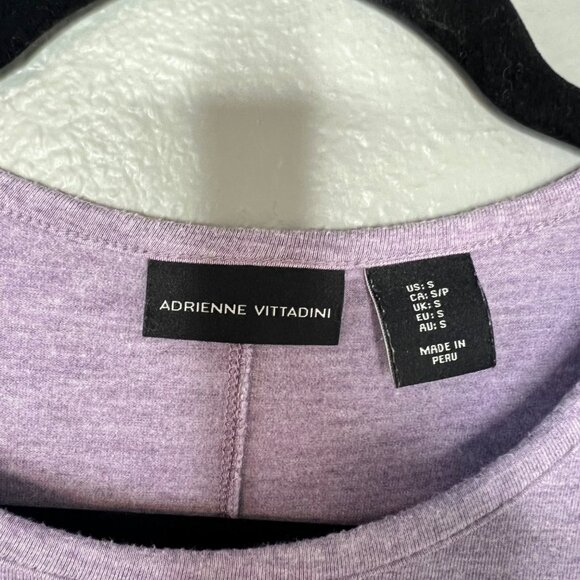 ADRIENNE VITTADINI
US: S
CA: S/P
UK: S
EU: S
AU: S
MADE IN
PERU